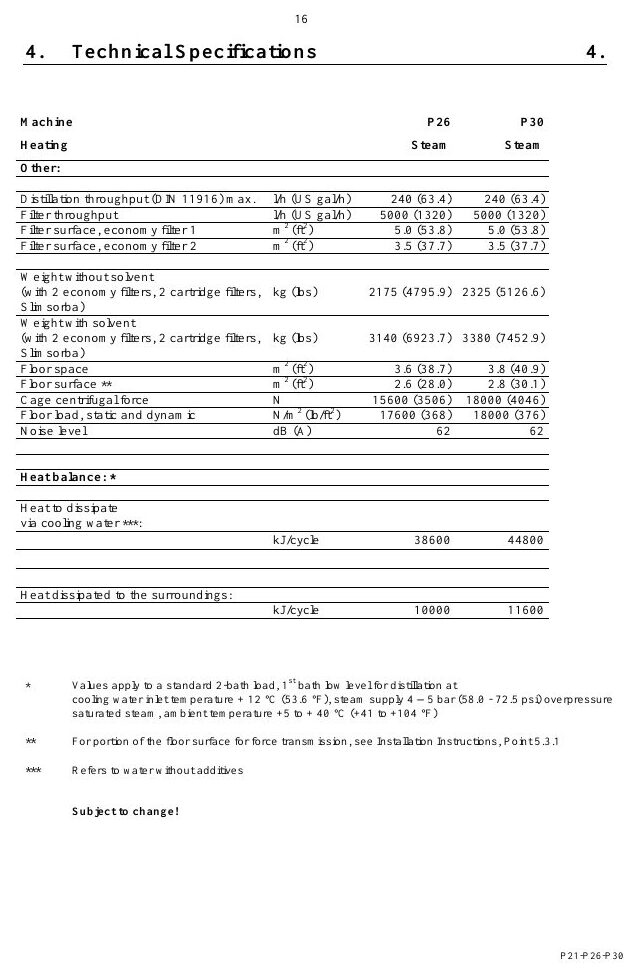 16
4. Technical Specifications 4.
Machine P26 P30
Heating Steam Steam
Other:
Distillation throughput (DIN 11916) max. l/h (US gal/h) 240 (63.4) 240 (63.4)
Filter throughput l/h (US gal/h) 5000 (1320) 5000 (1320)
Filter surface, economy filter 1 m² (ft²) 5.0 (53.8) 5.0 (53.8)
Filter surface, economy filter 2 m² (ft²) 3.5 (37.7) 3.5 (37.7)
Weight without solvent
(with 2 economy filters, 2 cartridge filters, kg (lbs) 2175 (4795.9) 2325 (5126.6)
Slimsorba)
Weight with solvent
(with 2 economy filters, 2 cartridge filters, kg (lbs) 3140 (6923.7) 3380 (7452.9)
Slimsorba)
Floor space m² (ft²) 3.6 (38.7) 3.8 (40.9)
Floor surface ** m² (ft²) 2.6 (28.0) 2.8 (30.1)
Cage centrifugal force N 15600 (3506) 18000 (4046)
Floor load, static and dynamic N/m² (lb/ft²) 17600 (368) 18000 (376)
Noise level dB (A) 62 62
Heat balance: *
Heat to dissipate
via cooling water ***:
kJ/cycle 38600 44800
Heat dissipated to the surroundings:
kJ/cycle 10000 11600
* Values apply to a standard 2-bath load, 1st bath low level for distillation at
cooling water inlet temperature + 12 °C (53.6 °F), steam supply 4 – 5 bar (58.0 - 72.5 psi) overpressure
saturated steam, ambient temperature +5 to + 40 °C (+41 to +104 °F)
** For portion of the floor surface for force transmission, see Installation Instructions, Point 5.3.1
*** Refers to water without additives
Subject to change!
P21-P26-P30